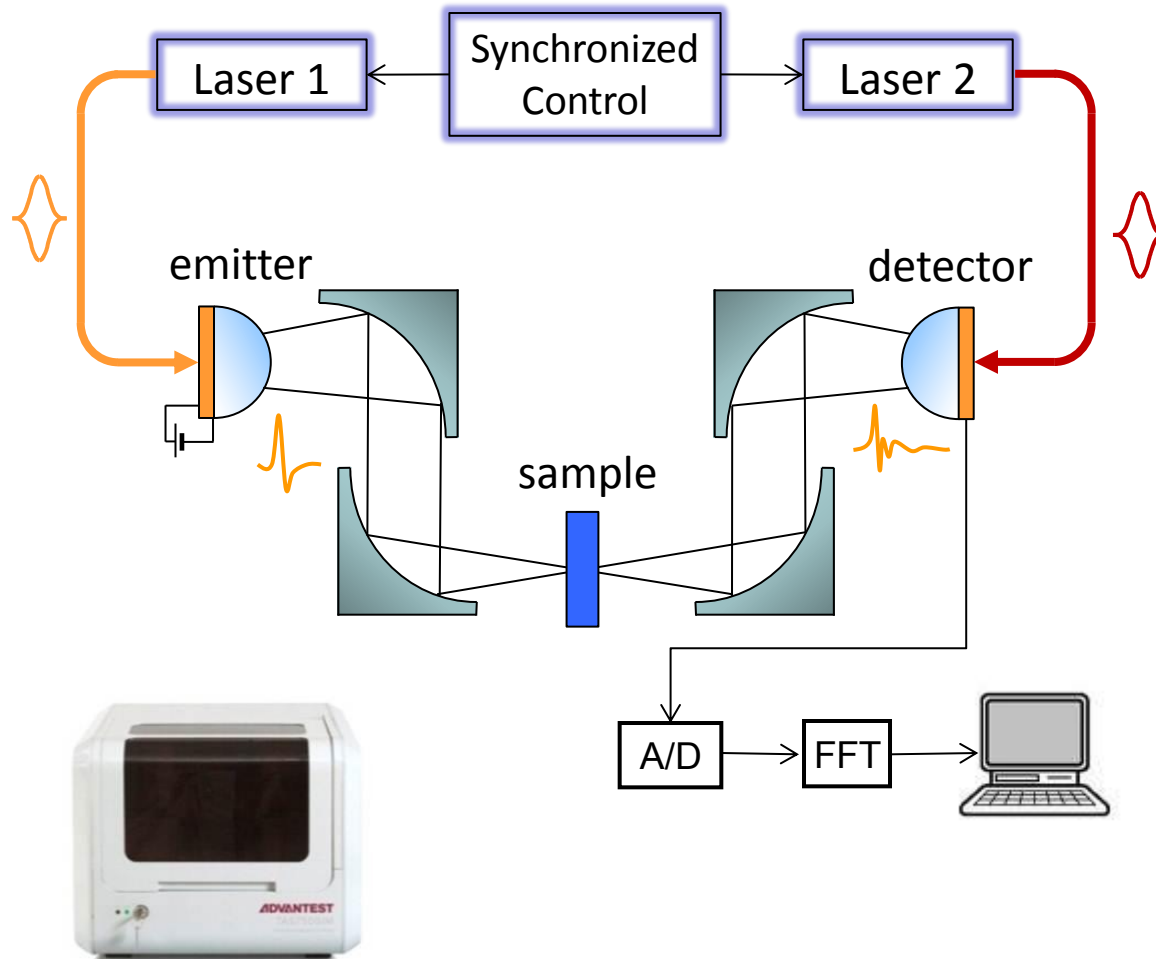 Laser 1
Synchronized
Control
Laser 2
emitter
detector
sample
A/D
FFT
ADVANTEST